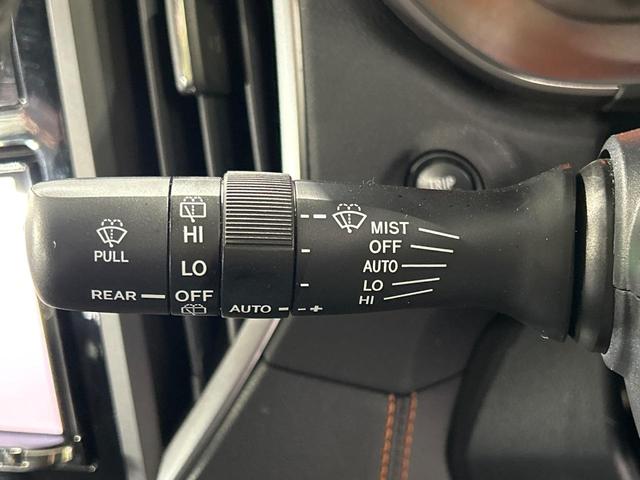 PULL
REAR
HI
LO
OFF
AUTO
- +
MIST
OFF
AUTO
LO
HI